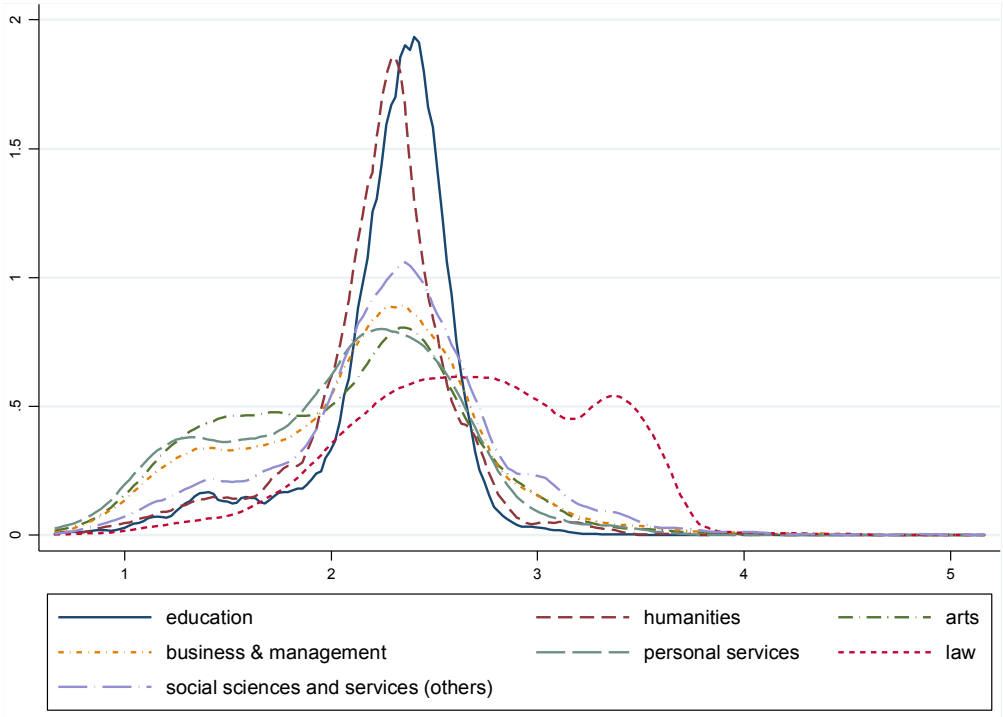 2
1.5
1
.5
0
1 2 3 4 5
education humanities arts
business & management personal services law
social sciences and services (others)